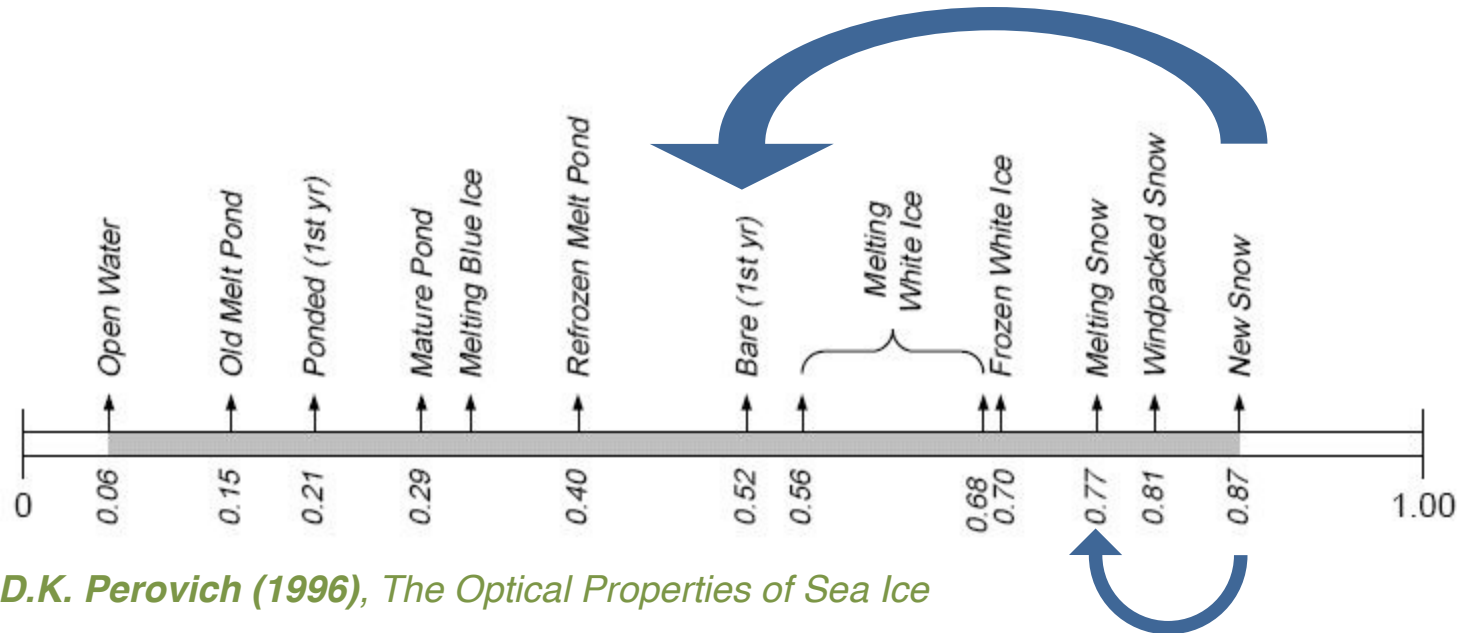 Open Water
Old Melt Pond
Ponded (1st yr)
Mature Pond
Melting Blue Ice
Refrozen Melt Pond
Bare (1st yr)
Melting
White Ice
Frozen White Ice
Melting Snow
Windpacked Snow
New Snow
0
0.06
0.15
0.21
0.29
0.40
0.52
0.56
0.68
0.70
0.77
0.81
0.87
1.00
D.K. Perovich (1996), The Optical Properties of Sea Ice